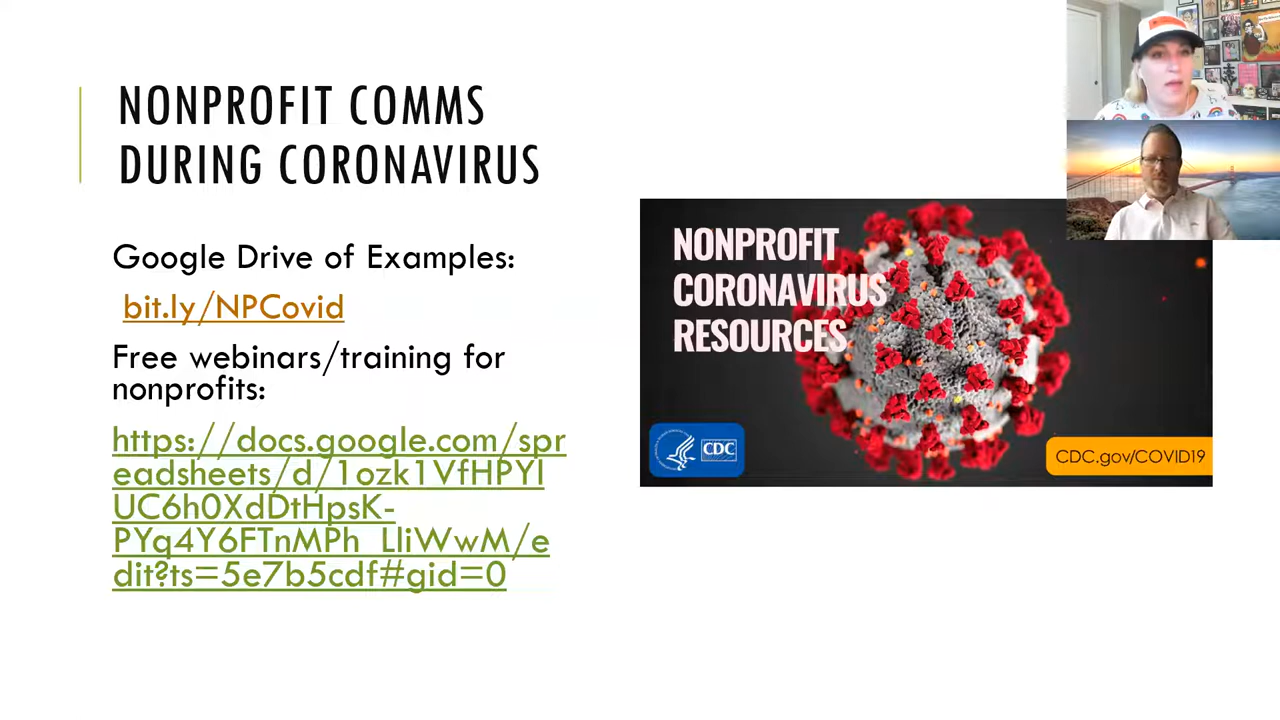 NONPROFIT COMMS
DURING CORONAVIRUS
Google Drive of Examples:
bit.ly/NPCovid
Free webinars/training for
nonprofits:
https://docs.google.com/spr
eadsheets/d/1ozk1VfHPYI
UC6h0XdDtHpsK-
PYq4Y6FTnMPh_LliWwM/e
dit?ts=5e7b5cdf#gid=0
NONPROFIT
CORONAVIRUS
RESOURCES
CDC
CDC.gov/COVID19